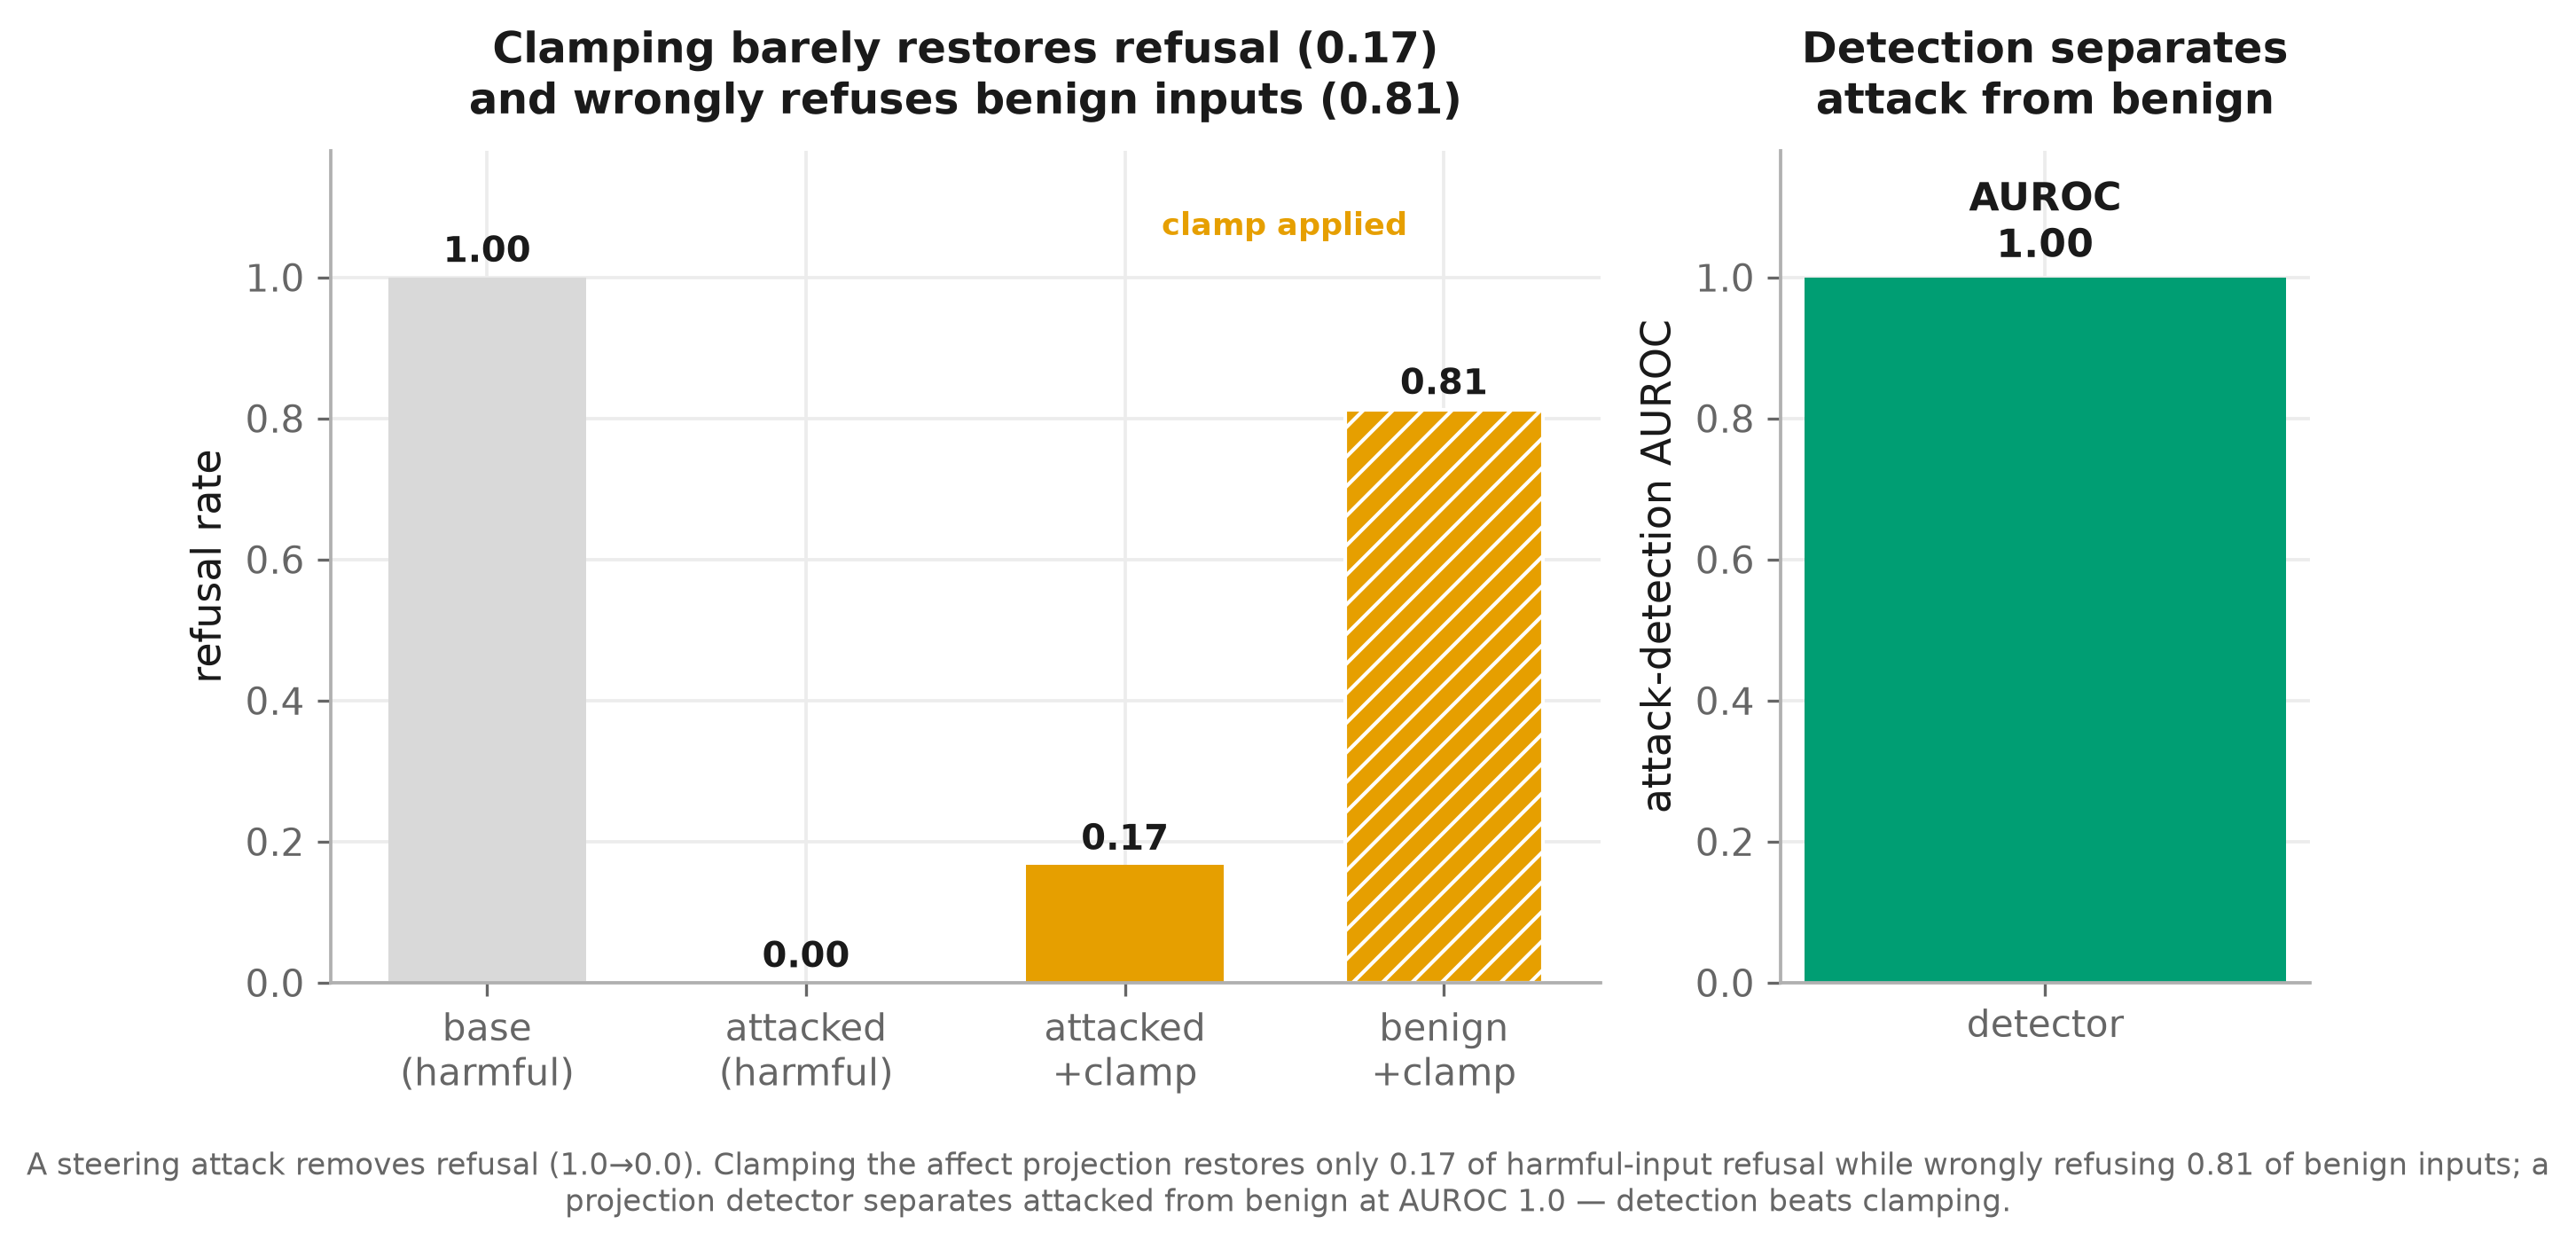 Clamping barely restores refusal (0.17)
and wrongly refuses benign inputs (0.81)
refusal rate
1.0
0.8
0.6
0.4
0.2
0.0
1.00
0.00
0.17
0.81
clamp applied
base
(harmful)
attacked
(harmful)
attacked
+clamp
benign
+clamp
Detection separates
attack from benign
attack-detection AUROC
1.0
0.8
0.6
0.4
0.2
0.0
AUROC
1.00
detector
A steering attack removes refusal (1.0→0.0). Clamping the affect projection restores only 0.17 of harmful-input refusal while wrongly refusing 0.81 of benign inputs; a
projection detector separates attacked from benign at AUROC 1.0 — detection beats clamping.